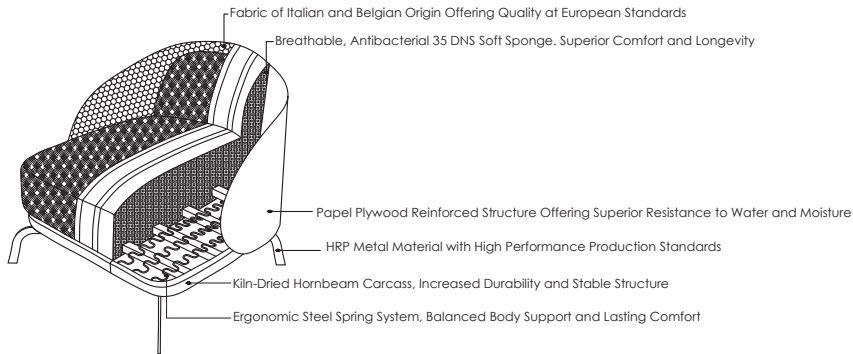 Fabric of Italian and Belgian Origin Offering Quality at European Standards
Breathable, Antibacterial 35 DNS Soft Sponge. Superior Comfort and Longevity
Papel Plywood Reinforced Structure Offering Superior Resistance to Water and Moisture
HRP Metal Material with High Performance Production Standards
Kiln-Dried Hornbeam Carcass, Increased Durability and Stable Structure
Ergonomic Steel Spring System, Balanced Body Support and Lasting Comfort